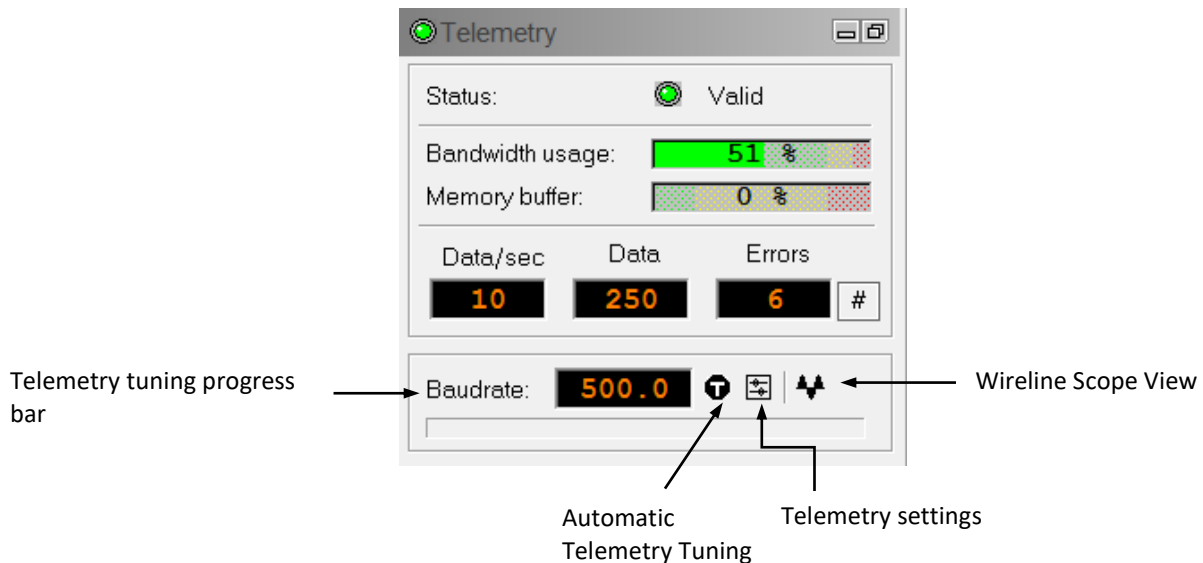 Telemetry
Status: Valid
Bandwidth usage: 51 %
Memory buffer: 0 %
Data/sec Data Errors
10 250 6 #
Telemetry tuning progress
bar
Baudrate: 500.0 T
Wireline Scope View
Automatic
Telemetry Tuning
Telemetry settings